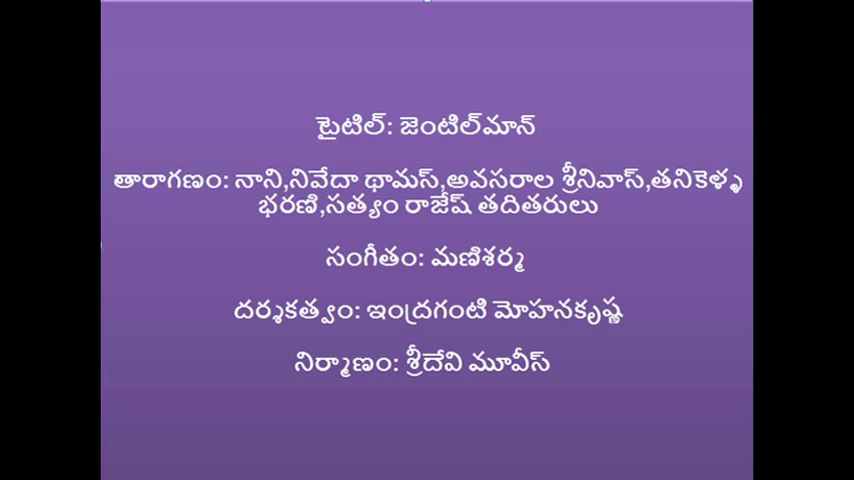 టైటిల్: జెంటిల్‌మాన్
తారాగణం: నాని,నివేదా థామస్,అవసరాల శ్రీనివాస్,తనికెళ్ళ
భరణి,సత్యం రాజేష్ తదితరులు
సంగీతం: మణిశర్మ
దర్శకత్వం: ఇంద్రగంటి మోహనకృష్ణ
నిర్మాణం: శ్రీదేవి మూవీస్